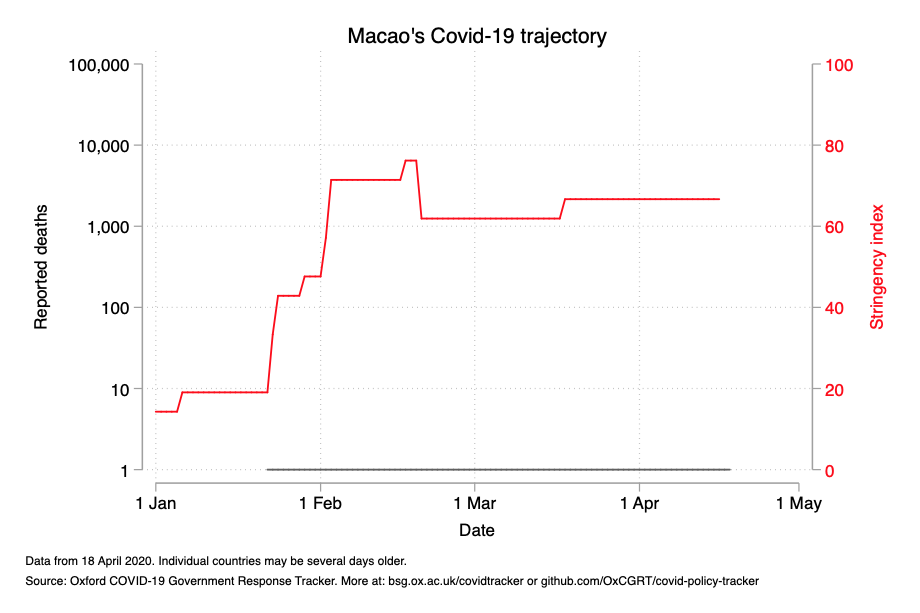 Macao's Covid-19 trajectory
100,000
10,000
1,000
100
10
1
Reported deaths
100
80
60
40
20
0
Stringency index
1 Jan
1 Feb
1 Mar
1 Apr
1 May
Date
Data from 18 April 2020. Individual countries may be several days older.
Source: Oxford COVID-19 Government Response Tracker. More at: bsg.ox.ac.uk/covidtracker or github.com/OxCGRT/covid-policy-tracker